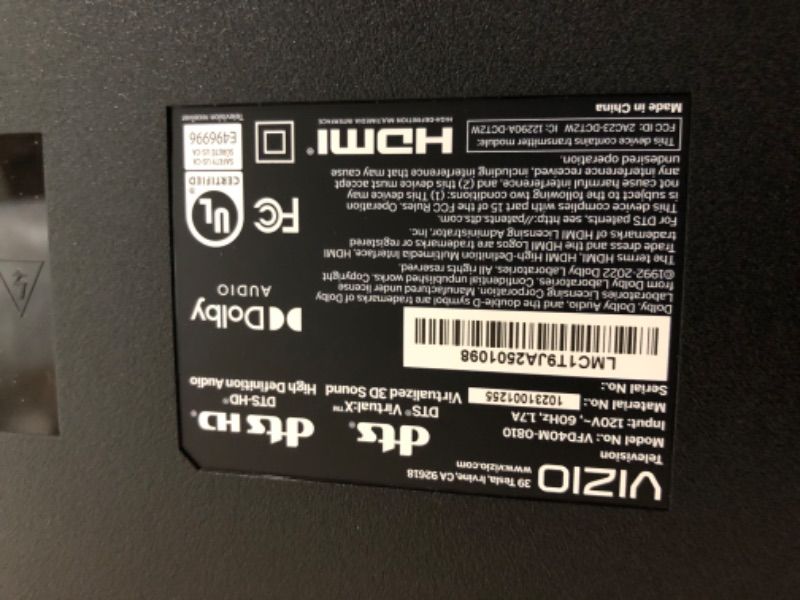 VIZIO
39 Tesla, Irvine, CA 92618
www.vizio.com
Television
Model No.: VFD40M-0810
Input: 120V~, 60Hz, 1.7A
Material No.: 10231001255
Serial No.:
LMC1T9JA2501098
dts®
DTS® Virtual:X™
Virtualized 3D Sound
dts HD®
DTS-HD®
High Definition Audio
Dolby, Dolby Audio, and the double-D symbol are trademarks of Dolby
Laboratories Licensing Corporation. Manufactured under license
from Dolby Laboratories. Confidential unpublished works. Copyright
©1992-2022 Dolby Laboratories. All rights reserved.
The terms HDMI, HDMI High-Definition Multimedia Interface, HDMI
Trade dress and the HDMI Logos are trademarks or registered
trademarks of HDMI Licensing Administrator, Inc.
For DTS patents, see http://patents.dts.com.
This device complies with part 15 of the FCC Rules. Operation
is subject to the following two conditions: (1) This device may
not cause harmful interference, and (2) this device must accept
any interference received, including interference that may cause
undesired operation.
This device contains transmitter module:
FCC ID: 2AC23-DCT2W IC: 12290A-DCT2W
Made in China
Dolby
AUDIO
FC
UL
CERTIFIED
®
SAFETY US-CA
SÛRETÉ US-CA
E496996
Television receiver
HDMI®
HIGH-DEFINITION MULTIMEDIA INTERFACE